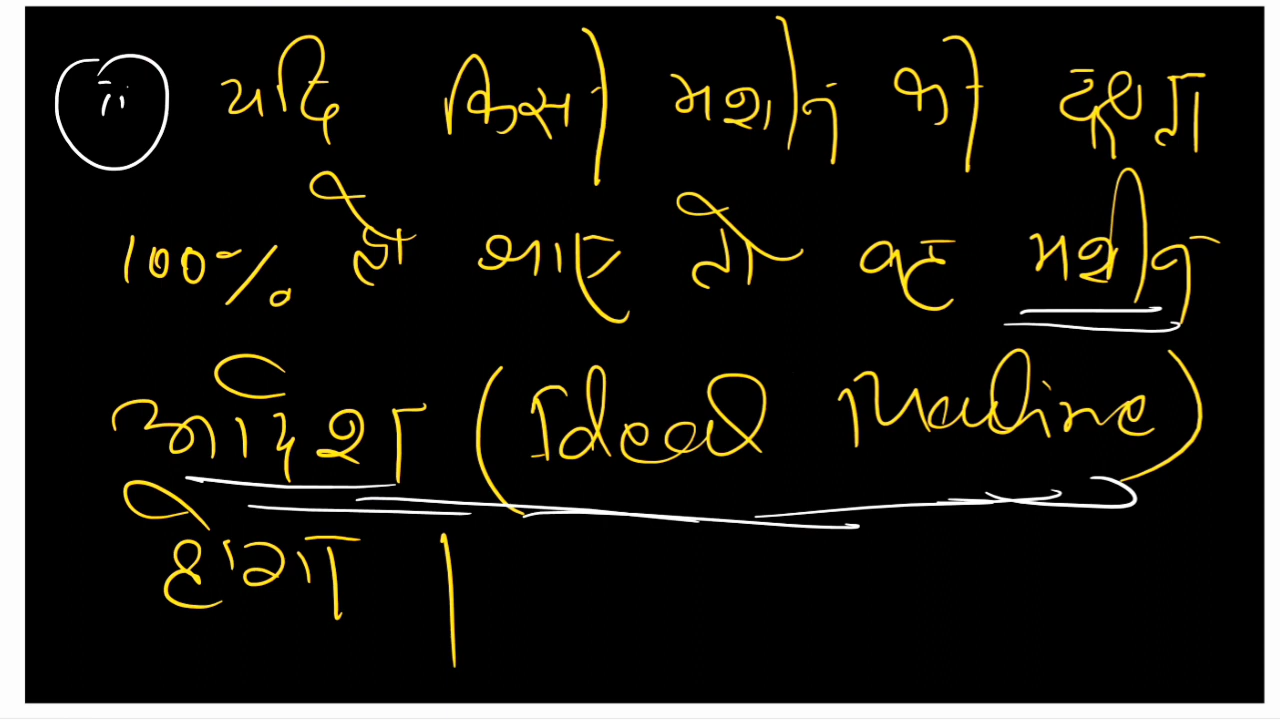 ii यदि किसी मशीन की दक्षता
100% हो जाए तो वह मशीन
आदर्श (Ideal Machine)
होगा ।